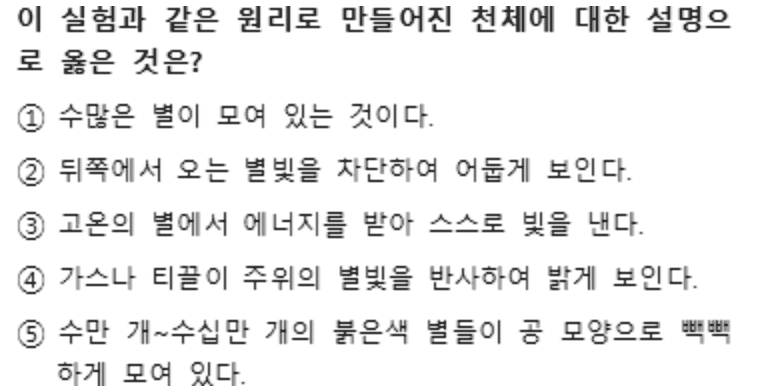 이 실험과 같은 원리로 만들어진 천체에 대한 설명으
로 옳은 것은?
① 수많은 별이 모여 있는 것이다.
② 뒤쪽에서 오는 별빛을 차단하여 어둡게 보인다.
③ 고온의 별에서 에너지를 받아 스스로 빛을 낸다.
④ 가스나 티끌이 주위의 별빛을 반사하여 밝게 보인다.
⑤ 수만 개~수십만 개의 붉은색 별들이 공 모양으로 빽빽
하게 모여 있다.